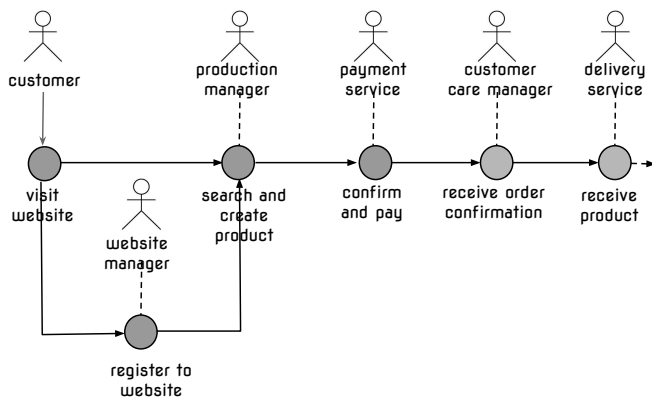 customer
production
manager
payment
service
customer
care manager
delivery
service
visit
website
search and
create
product
confirm
and pay
receive order
confirmation
receive
product
website
manager
register to
website